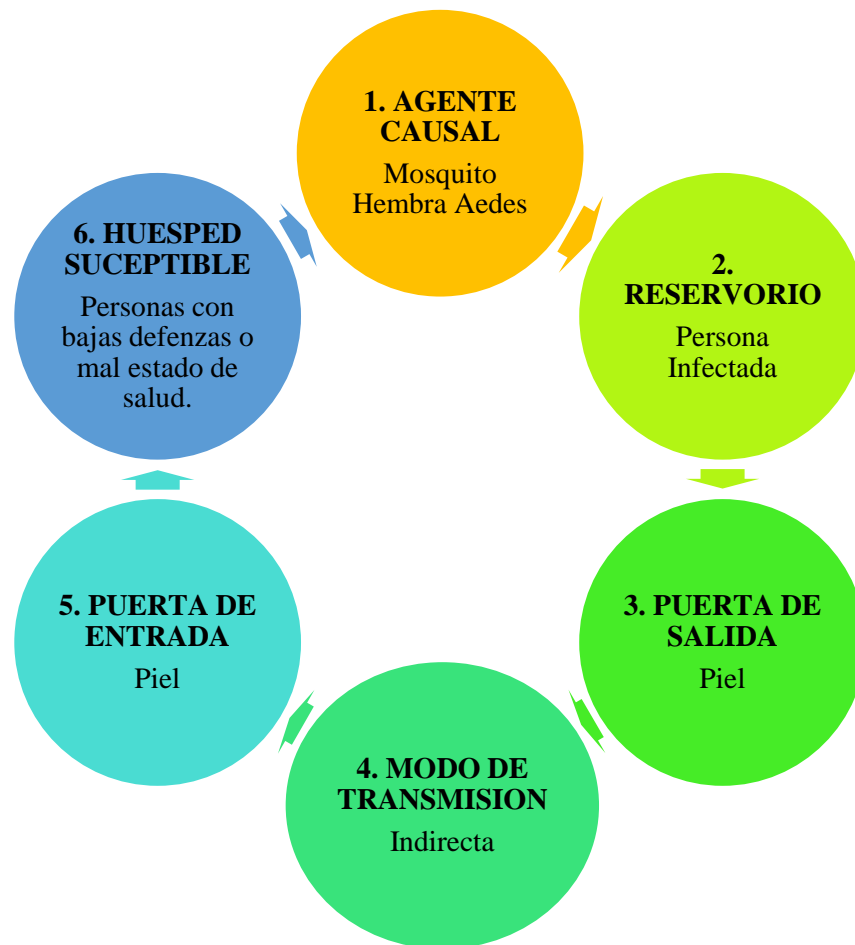 1. AGENTE
CAUSAL
Mosquito
Hembra Aedes
2.
RESERVORIO
Persona
Infectada
3. PUERTA DE
SALIDA
Piel
4. MODO DE
TRANSMISION
Indirecta
5. PUERTA DE
ENTRADA
Piel
6. HUESPED
SUCEPTIBLE
Personas con
bajas defenzas o
mal estado de
salud.